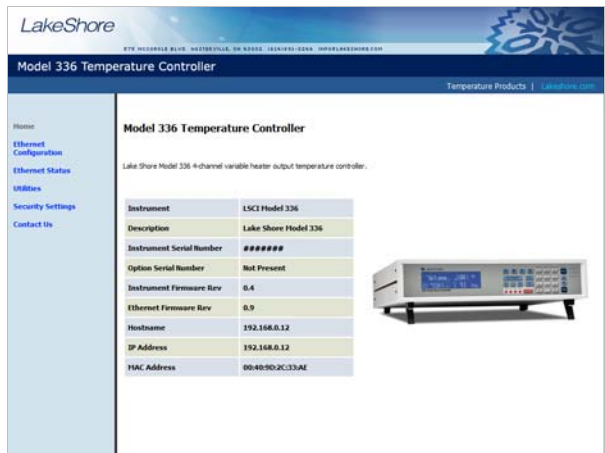 LakeShore
Model 336 Temperature Controller
Temperature Products | Lakeshore.com
Home
Ethernet
Configuration
Ethernet Status
Utilities
Security Settings
Contact Us
Model 336 Temperature Controller
Lake Shore Model 336 4-channel variable heater output temperature controller.
Instrument LSCI Model 336
Description Lake Shore Model 336
Instrument Serial Number #######
Option Serial Number Not Present
Instrument Firmware Rev 0.4
Ethernet Firmware Rev 0.9
Hostname 192.168.0.12
IP Address 192.168.0.12
MAC Address 00:40:9D:2C:33:AE